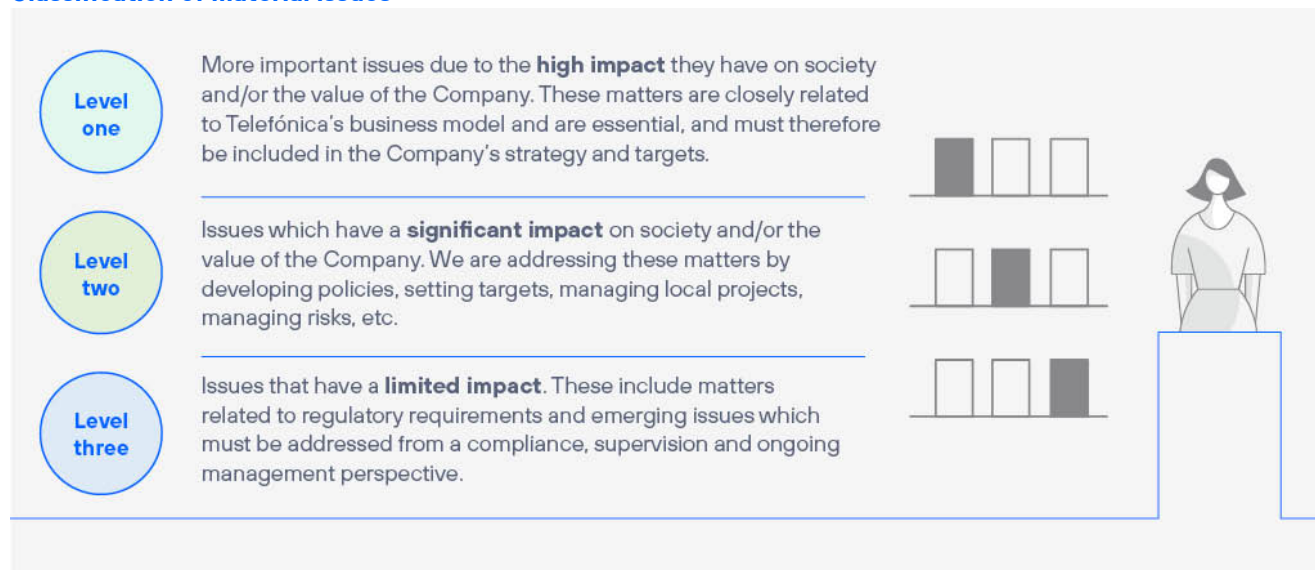 Classification of Material Issues
Level
one
More important issues due to the high impact they have on society
and/or the value of the Company. These matters are closely related
to Telefónica's business model and are essential, and must therefore
be included in the Company's strategy and targets.
Level
two
Issues which have a significant impact on society and/or the
value of the Company. We are addressing these matters by
developing policies, setting targets, managing local projects,
managing risks, etc.
Level
three
Issues that have a limited impact. These include matters
related to regulatory requirements and emerging issues which
must be addressed from a compliance, supervision and ongoing
management perspective.